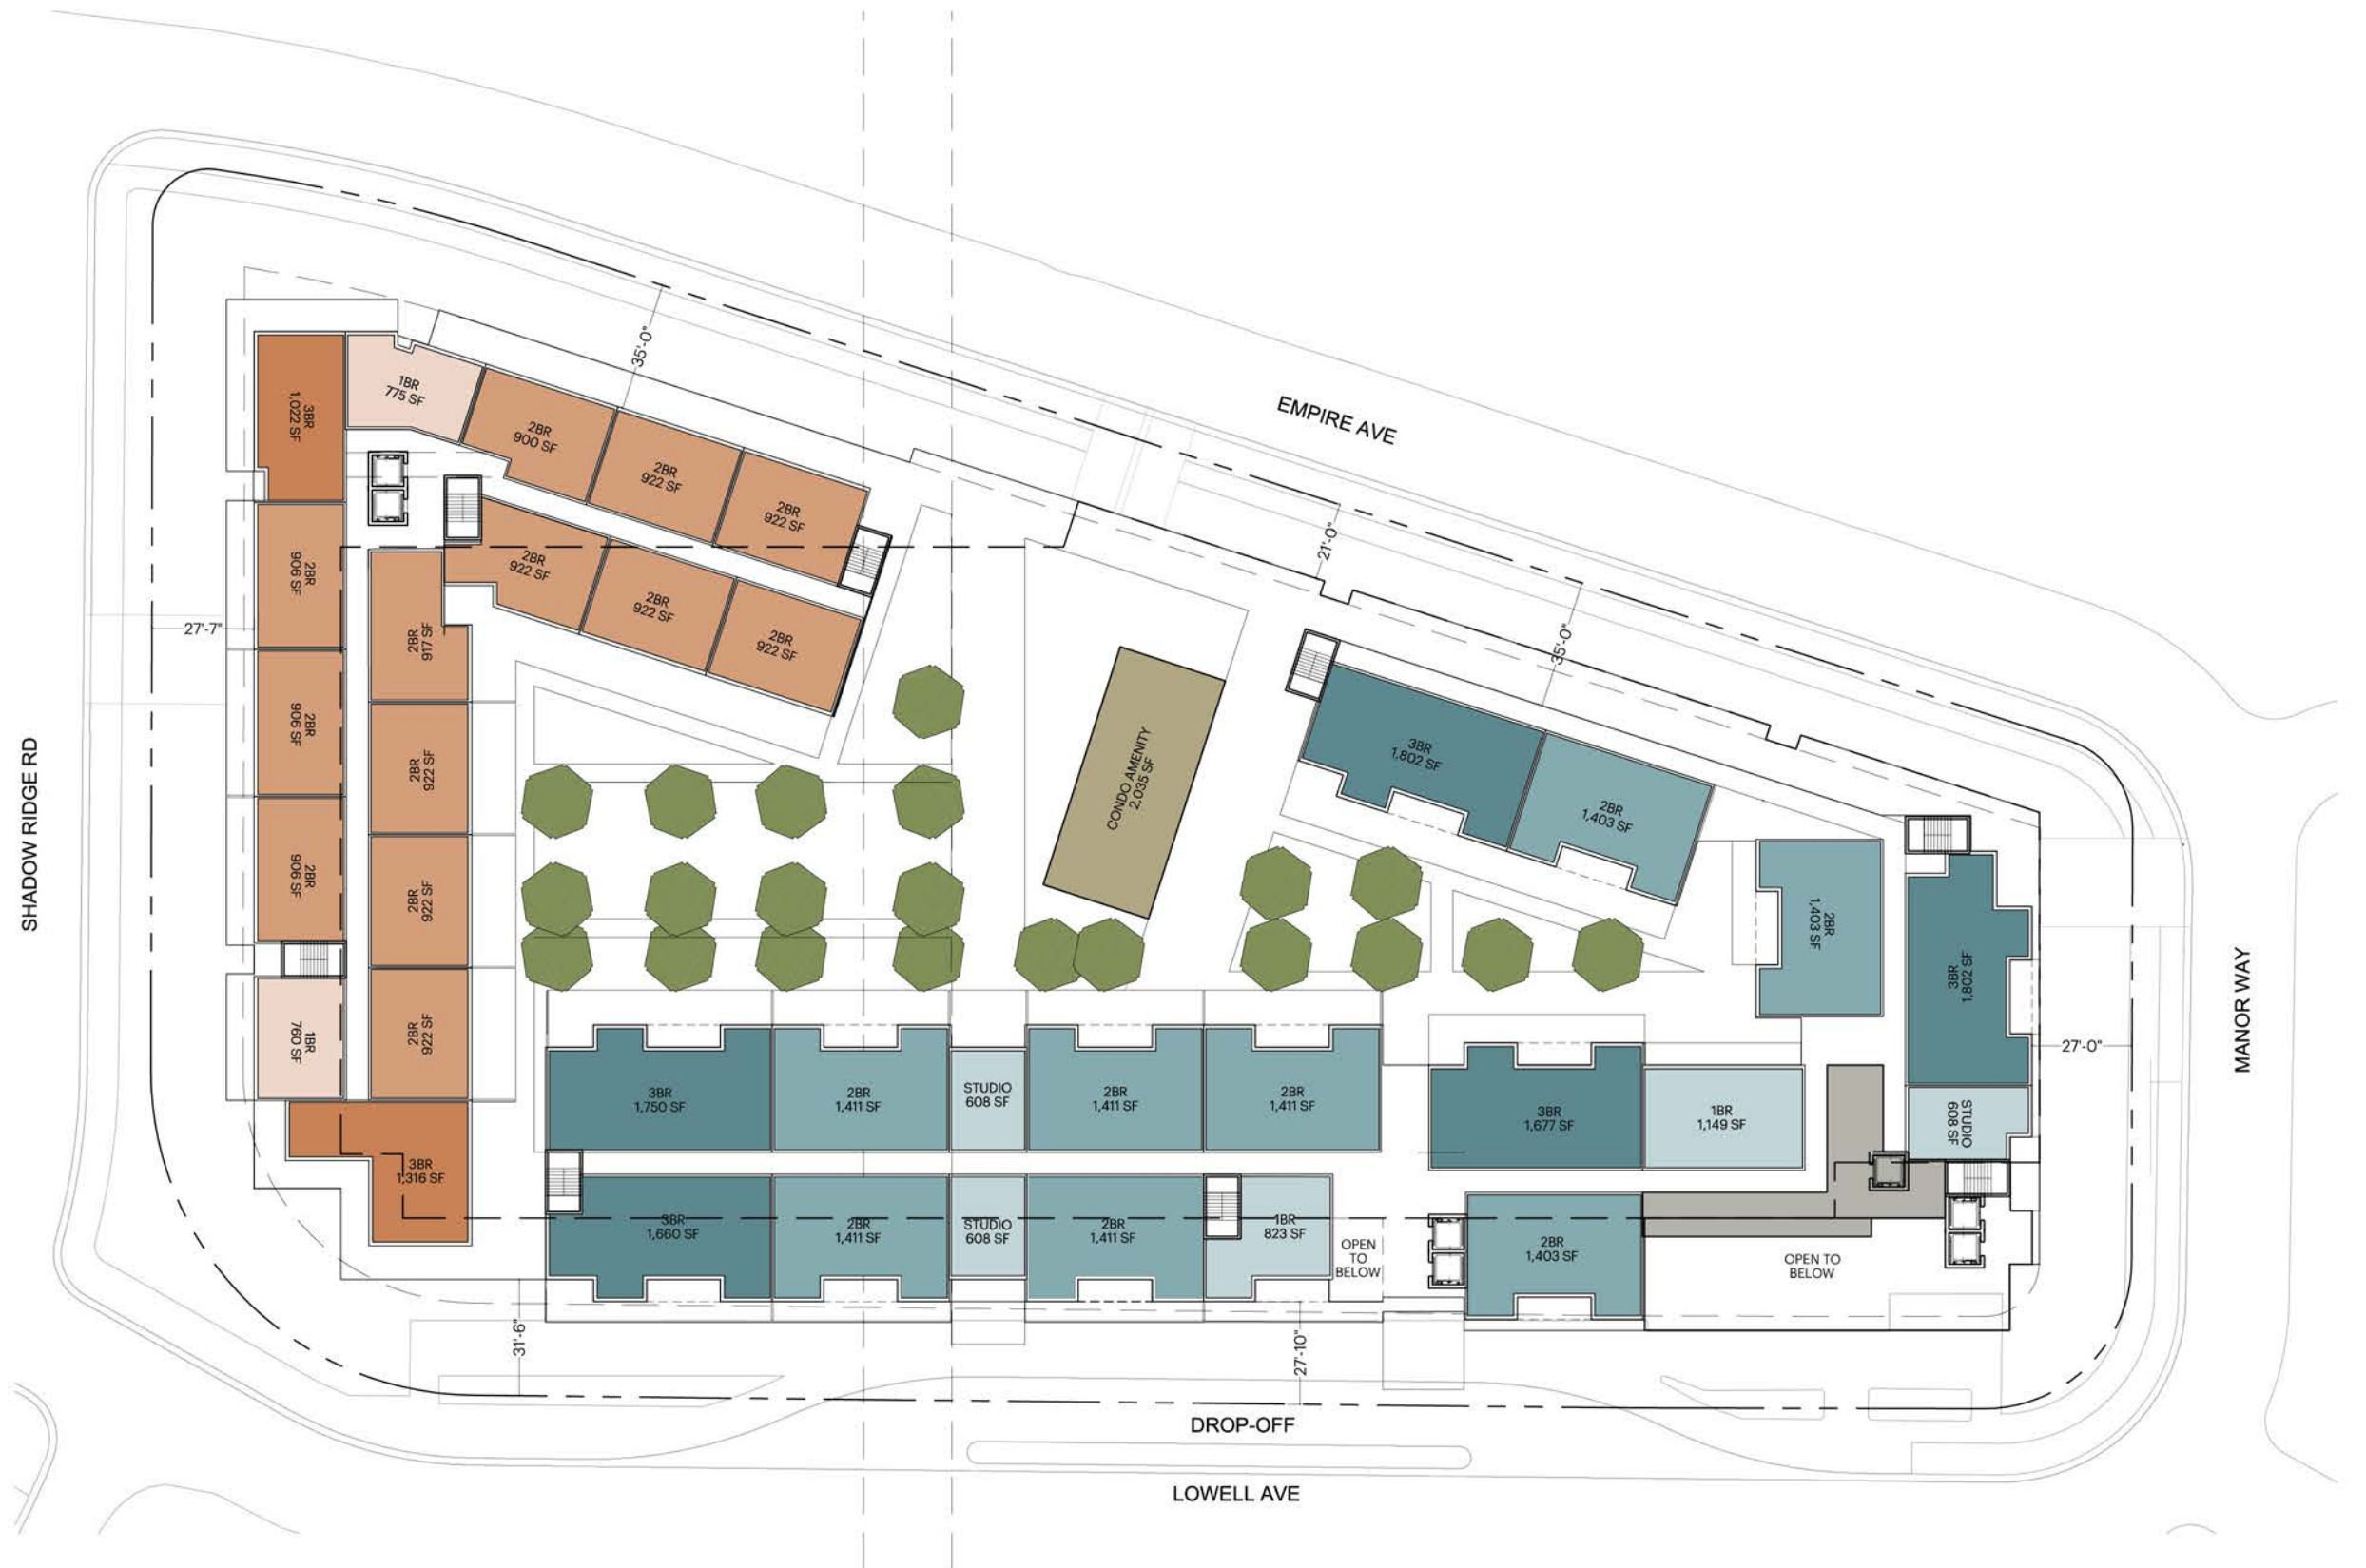 35'-0"
EMPIRE AVE
1BR
775 SF
3BR
1,022 SF
2BR
900 SF
2BR
922 SF
2BR
922 SF
2BR
922 SF
2BR
922 SF
2BR
922 SF
21'-0"
35'-0"
27'-7"
2BR
906 SF
2BR
906 SF
2BR
906 SF
1BR
760 SF
2BR
917 SF
2BR
922 SF
2BR
922 SF
2BR
922 SF
3BR
1,316 SF
SHADOW RIDGE RD
CONDO AMENITY
2,035 SF
3BR
1,802 SF
2BR
1,403 SF
2BR
1,403 SF
3BR
1,802 SF
STUDIO
608 SF
27'-0"
MANOR WAY
3BR
1,750 SF
2BR
1,411 SF
STUDIO
608 SF
2BR
1,411 SF
2BR
1,411 SF
3BR
1,677 SF
1BR
1,149 SF
3BR
1,660 SF
2BR
1,411 SF
STUDIO
608 SF
2BR
1,411 SF
1BR
823 SF
OPEN
TO
BELOW
2BR
1,403 SF
OPEN TO
BELOW
31'-6"
27'-10"
DROP-OFF
LOWELL AVE